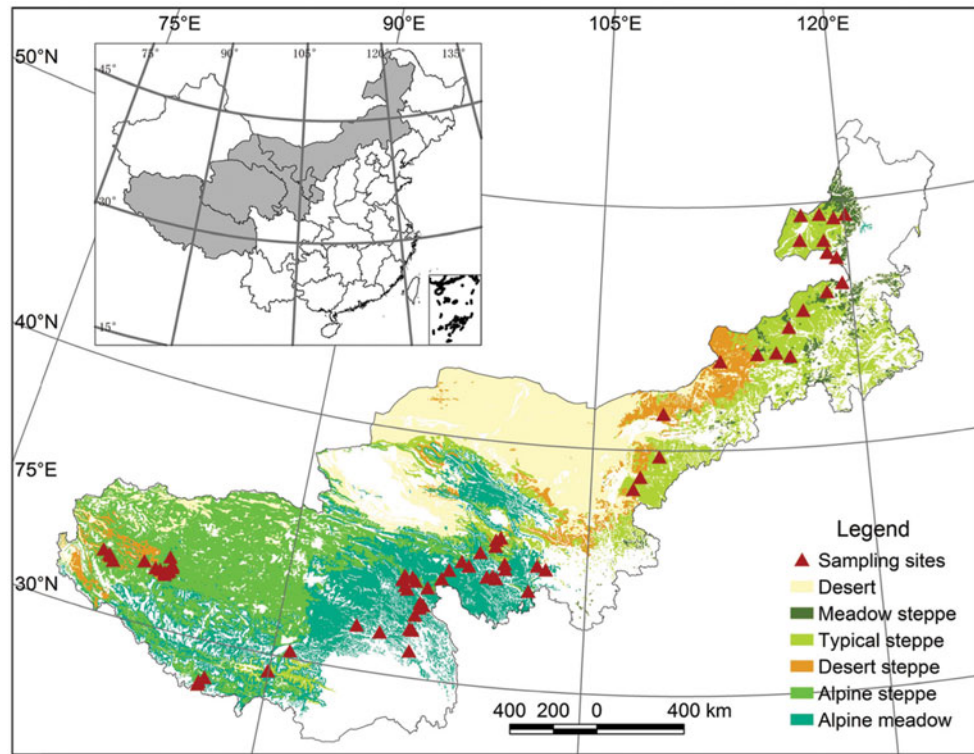 75°E 90°E 105°E 120°E
50°N
75° 90° 105° 120° 135°
45°
30°
15°
40°N
75°E
30°N
Legend
Sampling sites
Desert
Meadow steppe
Typical steppe
Desert steppe
Alpine steppe
Alpine meadow
400 200 0 400 km